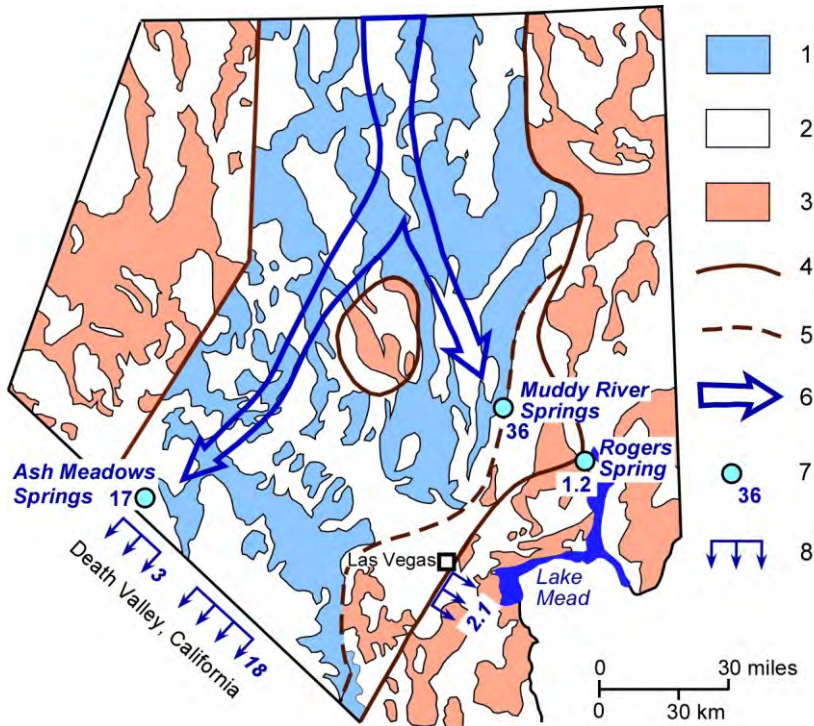 1
2
3
4
5
6
7
36
8
Muddy River
Springs
36
Rogers
Spring
1.2
Ash Meadows
Springs
17
3
18
Death Valley, California
Las Vegas
2.1
Lake
Mead
0 30 miles
0 30 km